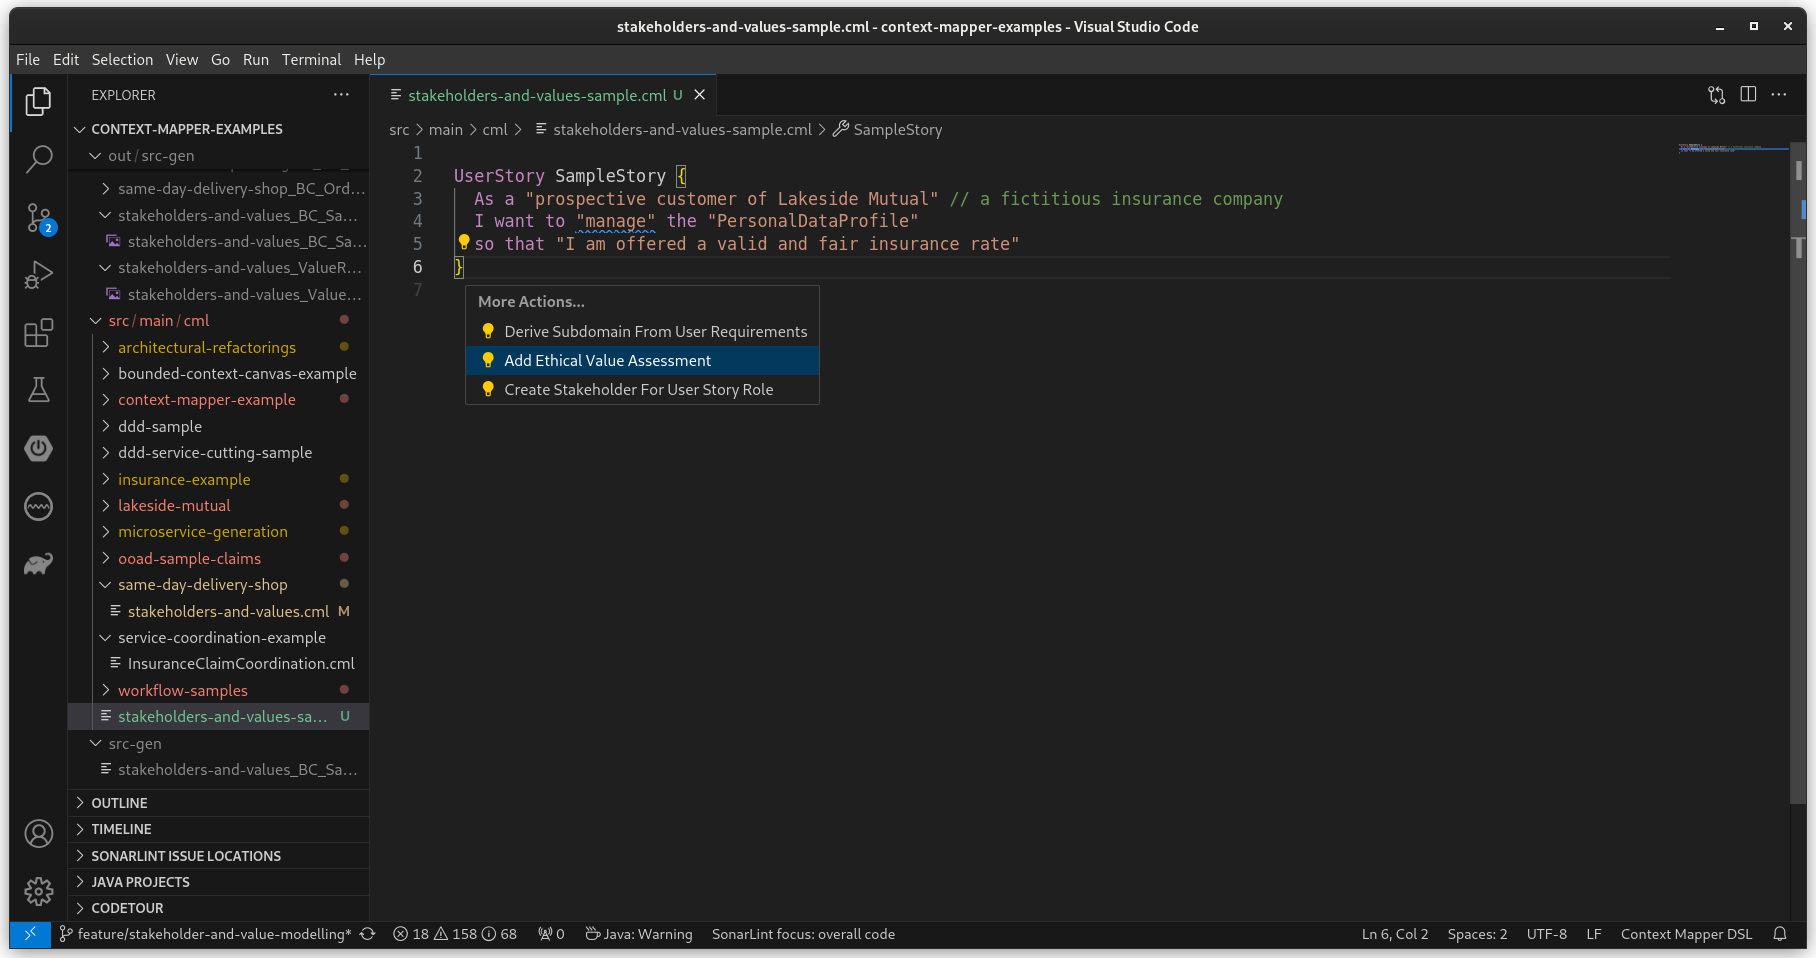 stakeholders-and-values-sample.cml - context-mapper-examples - Visual Studio Code
File Edit Selection View Go Run Terminal Help
EXPLORER
CONTEXT-MAPPER-EXAMPLES
out / src-gen
same-day-delivery-shop_BC_Ord...
stakeholders-and-values_BC_Sa...
stakeholders-and-values_BC_Sa...
stakeholders-and-values_ValueR...
stakeholders-and-values_Value...
src / main / cml
architectural-refactorings
bounded-context-canvas-example
context-mapper-example
ddd-sample
ddd-service-cutting-sample
insurance-example
lakeside-mutual
microservice-generation
ooad-sample-claims
same-day-delivery-shop
stakeholders-and-values.cml M
service-coordination-example
InsuranceClaimCoordination.cml
workflow-samples
stakeholders-and-values-sa... U
src-gen
stakeholders-and-values_BC_Sa...
OUTLINE
TIMELINE
SONARLINT ISSUE LOCATIONS
JAVA PROJECTS
CODETOUR
2
stakeholders-and-values-sample.cml U
src > main > cml > stakeholders-and-values-sample.cml > SampleStory
1
2 UserStory SampleStory {
3 As a "prospective customer of Lakeside Mutual" // a fictitious insurance company
4 I want to "manage" the "PersonalDataProfile"
5 so that "I am offered a valid and fair insurance rate"
6 }
7
More Actions...
Derive Subdomain From User Requirements
Add Ethical Value Assessment
Create Stakeholder For User Story Role
feature/stakeholder-and-value-modelling* 18 158 68 0 Java: Warning SonarLint focus: overall code Ln 6, Col 2 Spaces: 2 UTF-8 LF Context Mapper DSL